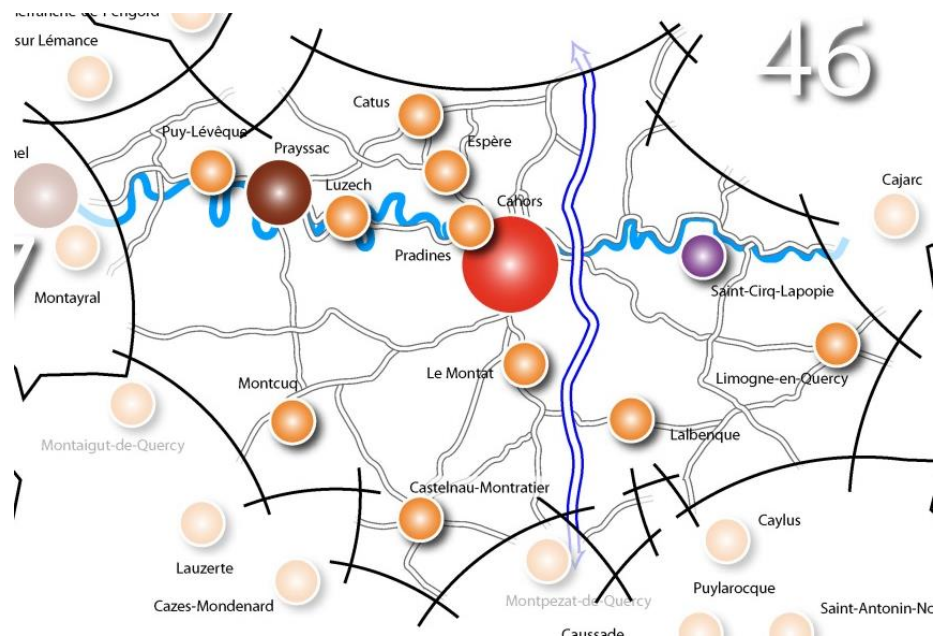 sur Lémance
46
Catus
Puy-Lévêque
Espère
Prayssac
Cajarc
Luzech
Cahors
Pradines
Saint-Cirq-Lapopie
Montayral
Le Montat
Limogne-en-Quercy
Montcuq
Lalbenque
Montaigut-de-Quercy
Castelnau-Montratier
Caylus
Lauzerte
Puylarocque
Cazes-Mondenard
Montpezat-de-Quercy
Saint-Antonin-No
Caussade